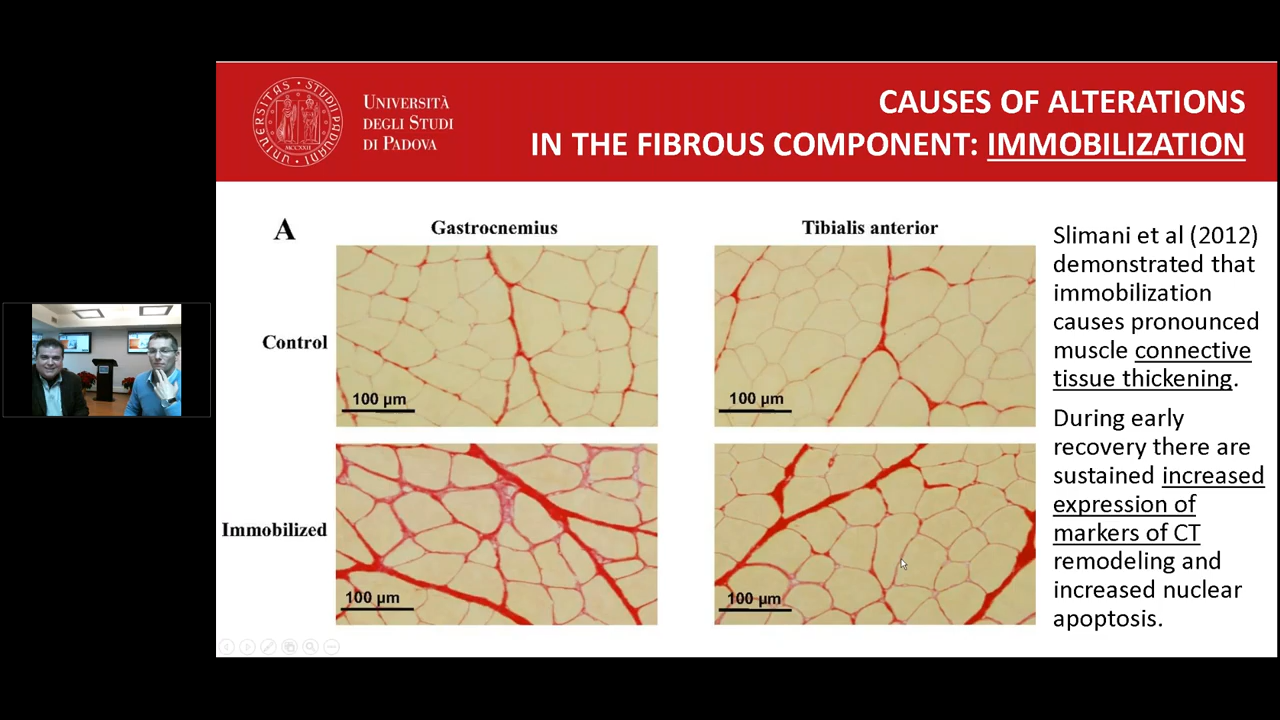 UNIVERSITÀ
DEGLI STUDI
DI PADOVA
CAUSES OF ALTERATIONS
IN THE FIBROUS COMPONENT: IMMOBILIZATION
A
Gastrocnemius
Tibialis anterior
Control
100 µm
100 µm
Immobilized
100 µm
100 µm
Slimani et al (2012)
demonstrated that
immobilization
causes pronounced
muscle connective
tissue thickening.
During early
recovery there are
sustained increased
expression of
markers of CT
remodeling and
increased nuclear
apoptosis.